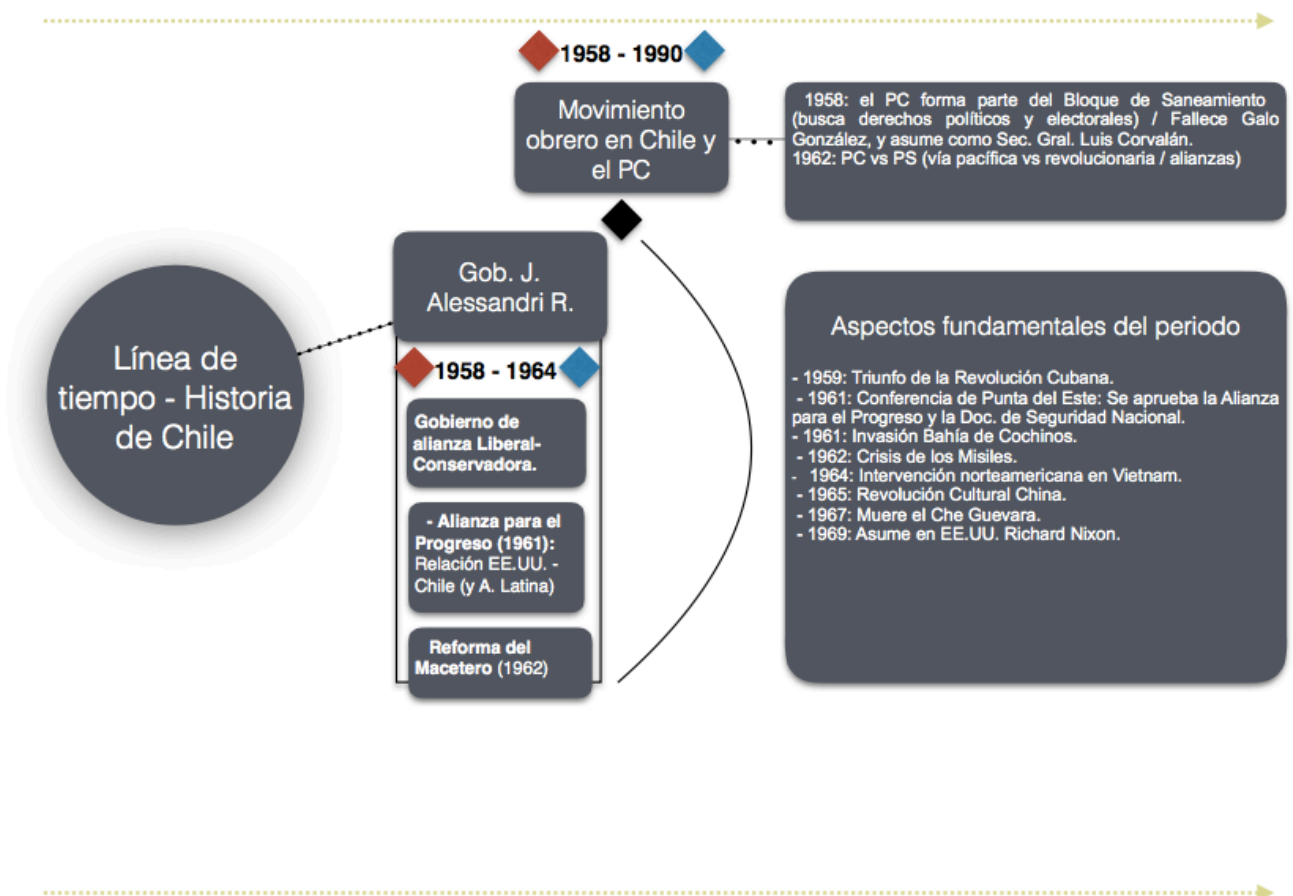 1958 - 1990
Movimiento
obrero en Chile y
el PC
1958: el PC forma parte del Bloque de Saneamiento
(busca derechos políticos y electorales) / Fallece Galo
González, y asume como Sec. Gral. Luis Corvalán.
1962: PC vs PS (vía pacífica vs revolucionaria / alianzas)
Línea de
tiempo - Historia
de Chile
Gob. J.
Alessandri R.
1958 - 1964
Gobierno de
alianza Liberal-
Conservadora.
- Alianza para el
Progreso (1961):
Relación EE.UU. -
Chile (y A. Latina)
Reforma del
Macetero (1962)
Aspectos fundamentales del periodo
- 1959: Triunfo de la Revolución Cubana.
- 1961: Conferencia de Punta del Este: Se aprueba la Alianza
para el Progreso y la Doc. de Seguridad Nacional.
- 1961: Invasión Bahía de Cochinos.
- 1962: Crisis de los Misiles.
- 1964: Intervención norteamericana en Vietnam.
- 1965: Revolución Cultural China.
- 1967: Muere el Che Guevara.
- 1969: Asume en EE.UU. Richard Nixon.